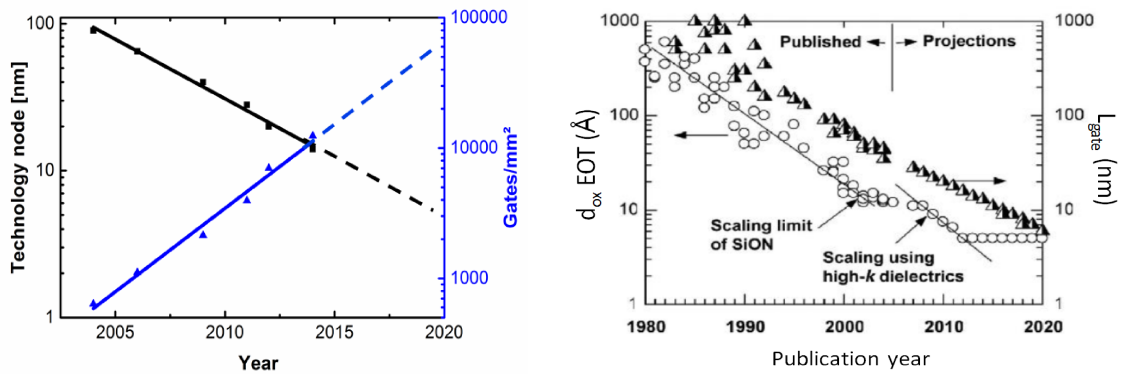 100
10
1
Technology node [nm]
2005
2010
2015
2020
Year
100000
10000
1000
Gates/mm²
1000
100
10
1
dox EOT (Å)
Published
Projections
Scaling limit
of SiON
Scaling using
high-k dielectrics
1980
1990
2000
2010
2020
Publication year
1000
100
10
1
Lgate (nm)